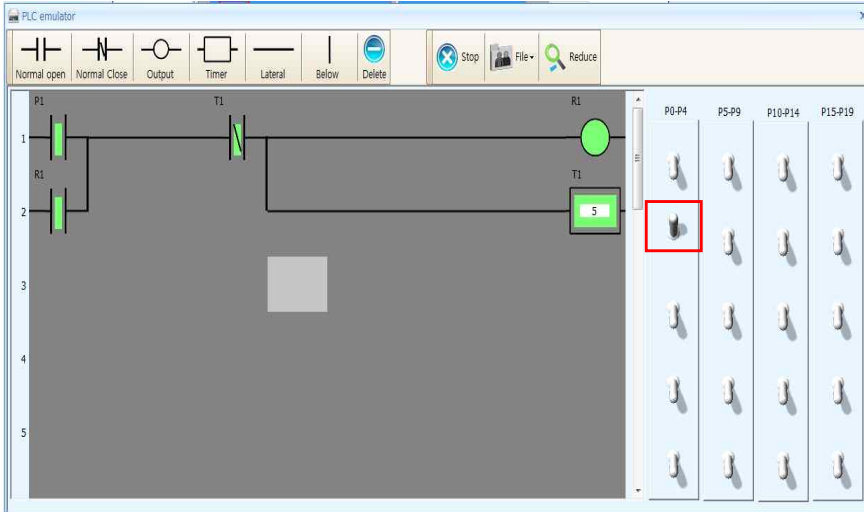 PLC emulator
Normal open Normal Close Output Timer Lateral Below Delete Stop File Reduce
P1 T1 R1
1
R1 T1
2 5
3
4
5
P0-P4 P5-P9 P10-P14 P15-P19